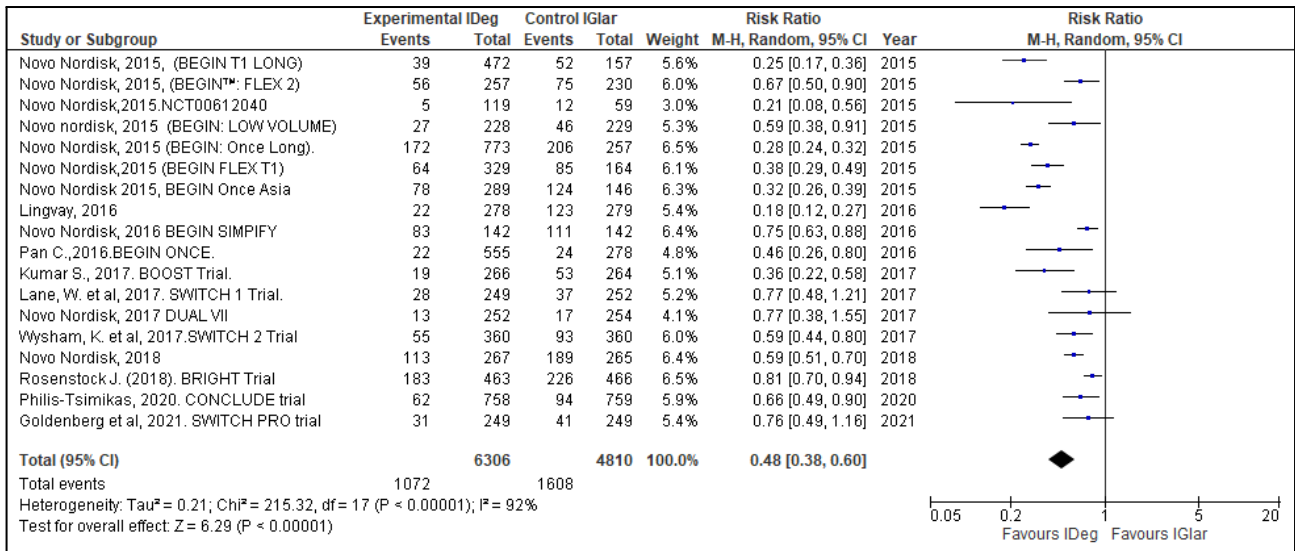 Experimental IDeg Control IGlar Risk Ratio Risk Ratio
Study or Subgroup Events Total Events Total Weight M-H, Random, 95% CI Year M-H, Random, 95% CI
Novo Nordisk, 2015, (BEGIN T1 LONG) 39 472 52 157 5.6% 0.25 [0.17, 0.36] 2015
Novo Nordisk, 2015, (BEGIN™: FLEX 2) 56 257 75 230 6.0% 0.67 [0.50, 0.90] 2015
Novo Nordisk,2015.NCT00612040 5 119 12 59 3.0% 0.21 [0.08, 0.56] 2015
Novo nordisk, 2015 (BEGIN: LOW VOLUME) 27 228 46 229 5.3% 0.59 [0.38, 0.91] 2015
Novo Nordisk, 2015 (BEGIN: Once Long). 172 773 206 257 6.5% 0.28 [0.24, 0.32] 2015
Novo Nordisk,2015 (BEGIN FLEX T1) 64 329 85 164 6.1% 0.38 [0.29, 0.49] 2015
Novo Nordisk 2015, BEGIN Once Asia 78 289 124 146 6.3% 0.32 [0.26, 0.39] 2015
Lingvay, 2016 22 278 123 279 5.4% 0.18 [0.12, 0.27] 2016
Novo Nordisk, 2016 BEGIN SIMPIFY 83 142 111 142 6.4% 0.75 [0.63, 0.88] 2016
Pan C.,2016.BEGIN ONCE. 22 555 24 278 4.8% 0.46 [0.26, 0.80] 2016
Kumar S., 2017. BOOST Trial. 19 266 53 264 5.1% 0.36 [0.22, 0.58] 2017
Lane, W. et al, 2017. SWITCH 1 Trial. 28 249 37 252 5.2% 0.77 [0.48, 1.21] 2017
Novo Nordisk, 2017 DUAL VII 13 252 17 254 4.1% 0.77 [0.38, 1.55] 2017
Wysham, K. et al, 2017.SWITCH 2 Trial 55 360 93 360 6.0% 0.59 [0.44, 0.80] 2017
Novo Nordisk, 2018 113 267 189 265 6.4% 0.59 [0.51, 0.70] 2018
Rosenstock J. (2018). BRIGHT Trial 183 463 226 466 6.5% 0.81 [0.70, 0.94] 2018
Philis-Tsimikas, 2020. CONCLUDE trial 62 758 94 759 5.9% 0.66 [0.49, 0.90] 2020
Goldenberg et al, 2021. SWITCH PRO trial 31 249 41 249 5.4% 0.76 [0.49, 1.16] 2021
Total (95% CI) 6306 4810 100.0% 0.48 [0.38, 0.60]
Total events 1072 1608
Heterogeneity: Tau² = 0.21; Chi² = 215.32, df = 17 (P < 0.00001); I² = 92%
Test for overall effect: Z = 6.29 (P < 0.00001)
0.05 0.2 1 5 20
Favours IDeg Favours IGlar